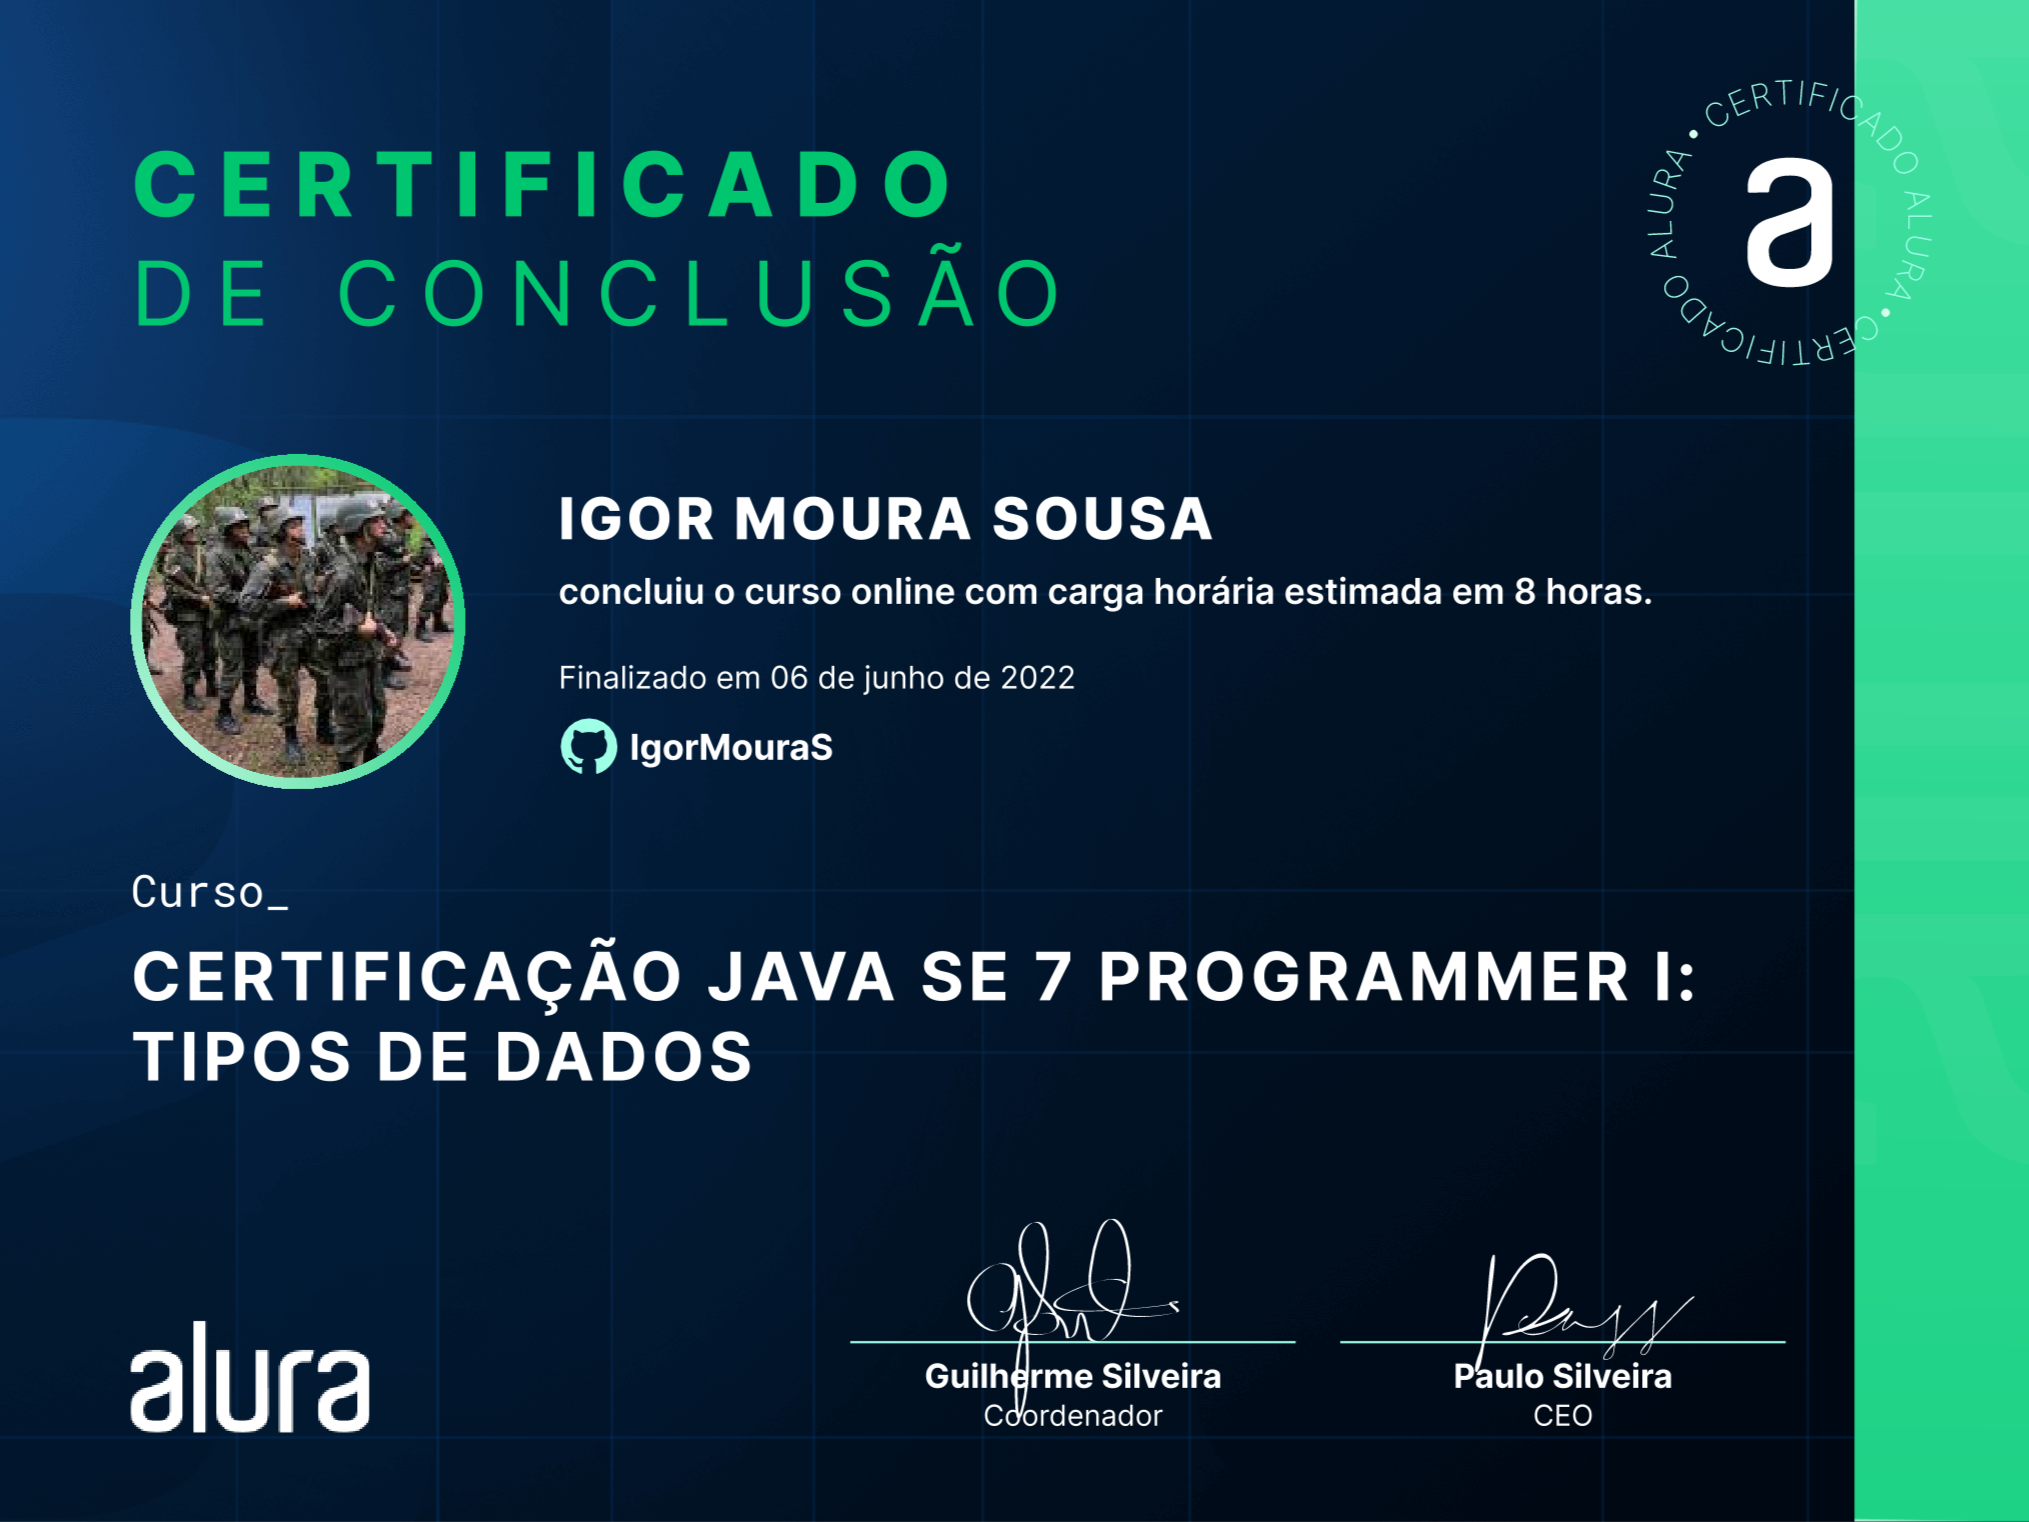 CERTIFICADO
DE CONCLUSÃO
• CERTIFICADO ALURA • CERTIFICADO ALURA
a
IGOR MOURA SOUSA
concluiu o curso online com carga horária estimada em 8 horas.
Finalizado em 06 de junho de 2022
IgorMouraS
Curso_
CERTIFICAÇÃO JAVA SE 7 PROGRAMMER I:
TIPOS DE DADOS
alura
Guilherme Silveira
Coordenador
Paulo Silveira
CEO